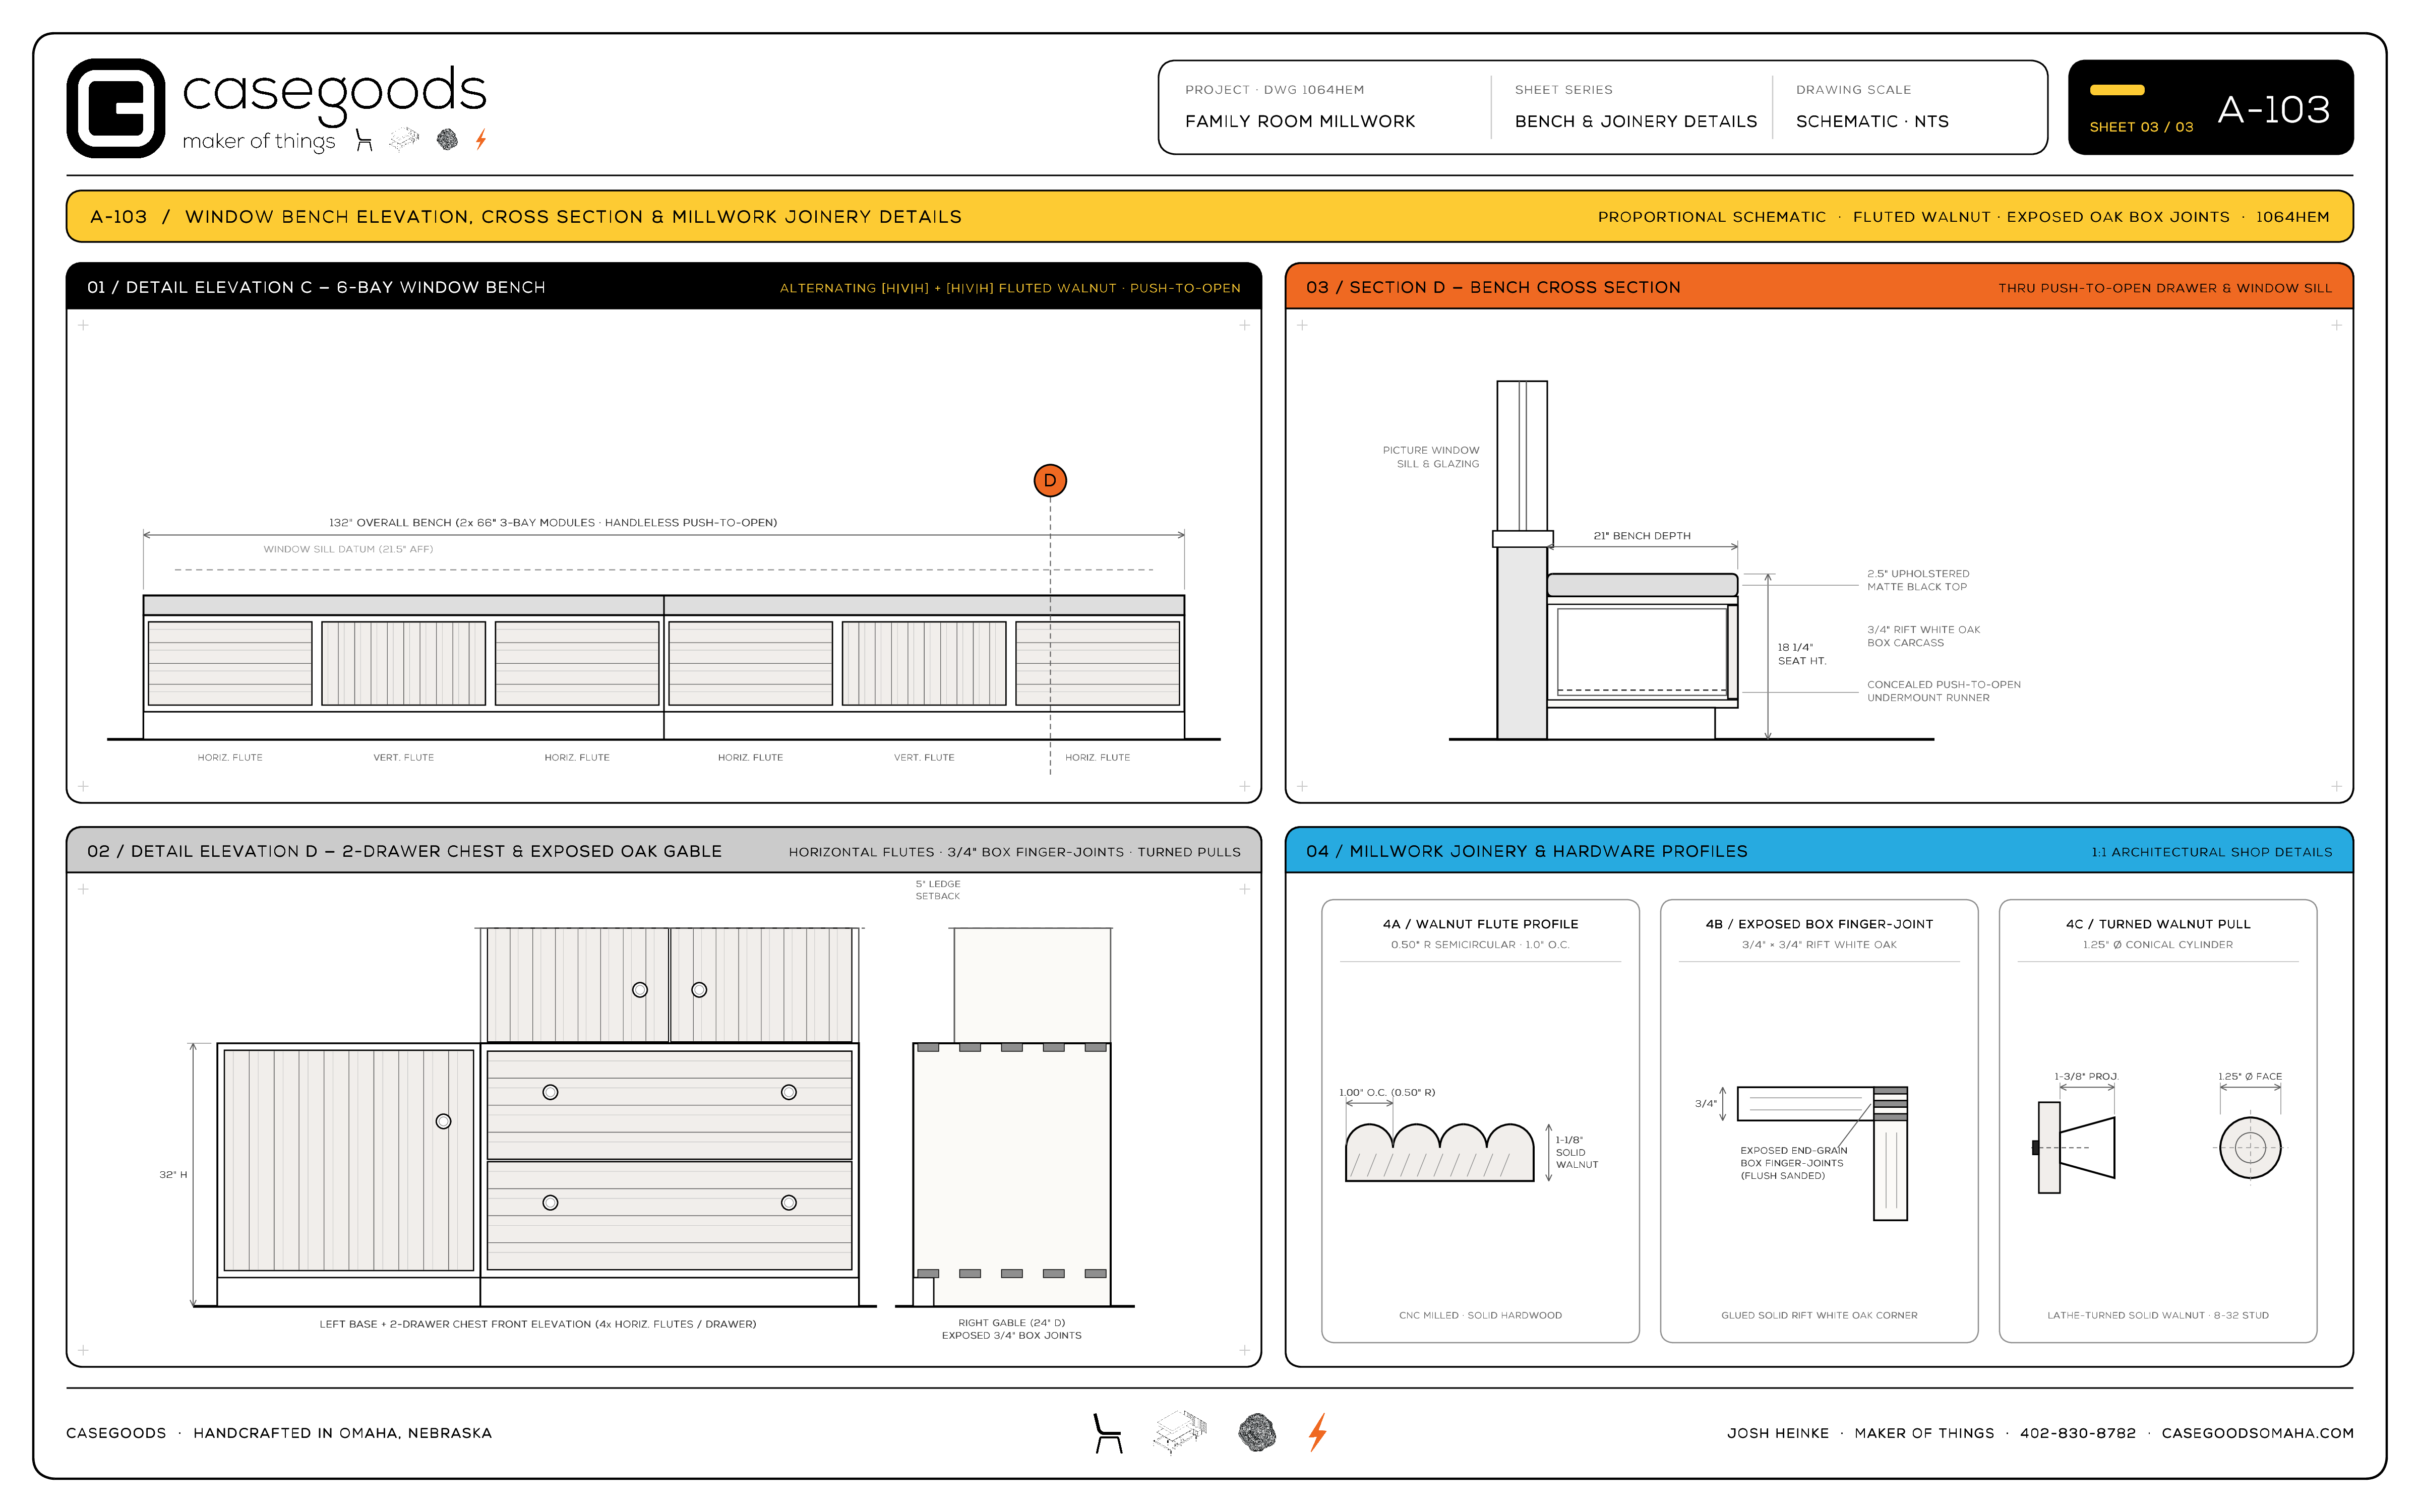 casegoods
maker of things
PROJECT · DWG 1064HEM
FAMILY ROOM MILLWORK
SHEET SERIES
BENCH & JOINERY DETAILS
DRAWING SCALE
SCHEMATIC · NTS
SHEET 03 / 03
A-103
A-103 / WINDOW BENCH ELEVATION, CROSS SECTION & MILLWORK JOINERY DETAILS
PROPORTIONAL SCHEMATIC · FLUTED WALNUT · EXPOSED OAK BOX JOINTS · 1064HEM
01 / DETAIL ELEVATION C – 6-BAY WINDOW BENCH
ALTERNATING [H|V|H] + [H|V|H] FLUTED WALNUT · PUSH-TO-OPEN
D
132" OVERALL BENCH (2x 66" 3-BAY MODULES · HANDLELESS PUSH-TO-OPEN)
WINDOW SILL DATUM (21.5" AFF)
HORIZ. FLUTE
VERT. FLUTE
HORIZ. FLUTE
HORIZ. FLUTE
VERT. FLUTE
HORIZ. FLUTE
03 / SECTION D – BENCH CROSS SECTION
THRU PUSH-TO-OPEN DRAWER & WINDOW SILL
PICTURE WINDOW
SILL & GLAZING
21" BENCH DEPTH
2.5" UPHOLSTERED
MATTE BLACK TOP
3/4" RIFT WHITE OAK
BOX CARCASS
18 1/4"
SEAT HT.
CONCEALED PUSH-TO-OPEN
UNDERMOUNT RUNNER
02 / DETAIL ELEVATION D – 2-DRAWER CHEST & EXPOSED OAK GABLE
HORIZONTAL FLUTES · 3/4" BOX FINGER-JOINTS · TURNED PULLS
5" LEDGE
SETBACK
32" H
LEFT BASE + 2-DRAWER CHEST FRONT ELEVATION (4x HORIZ. FLUTES / DRAWER)
RIGHT GABLE (24" D)
EXPOSED 3/4" BOX JOINTS
04 / MILLWORK JOINERY & HARDWARE PROFILES
1:1 ARCHITECTURAL SHOP DETAILS
4A / WALNUT FLUTE PROFILE
0.50" R SEMICIRCULAR · 1.0" O.C.
1.00" O.C. (0.50" R)
1-1/8"
SOLID
WALNUT
CNC MILLED · SOLID HARDWOOD
4B / EXPOSED BOX FINGER-JOINT
3/4" × 3/4" RIFT WHITE OAK
3/4"
EXPOSED END-GRAIN
BOX FINGER-JOINTS
(FLUSH SANDED)
GLUED SOLID RIFT WHITE OAK CORNER
4C / TURNED WALNUT PULL
1.25" Ø CONICAL CYLINDER
1-3/8" PROJ.
1.25" Ø FACE
LATHE-TURNED SOLID WALNUT · 8-32 STUD
CASEGOODS · HANDCRAFTED IN OMAHA, NEBRASKA
JOSH HEINKE · MAKER OF THINGS · 402-830-8782 · CASEGOODSOMAHA.COM